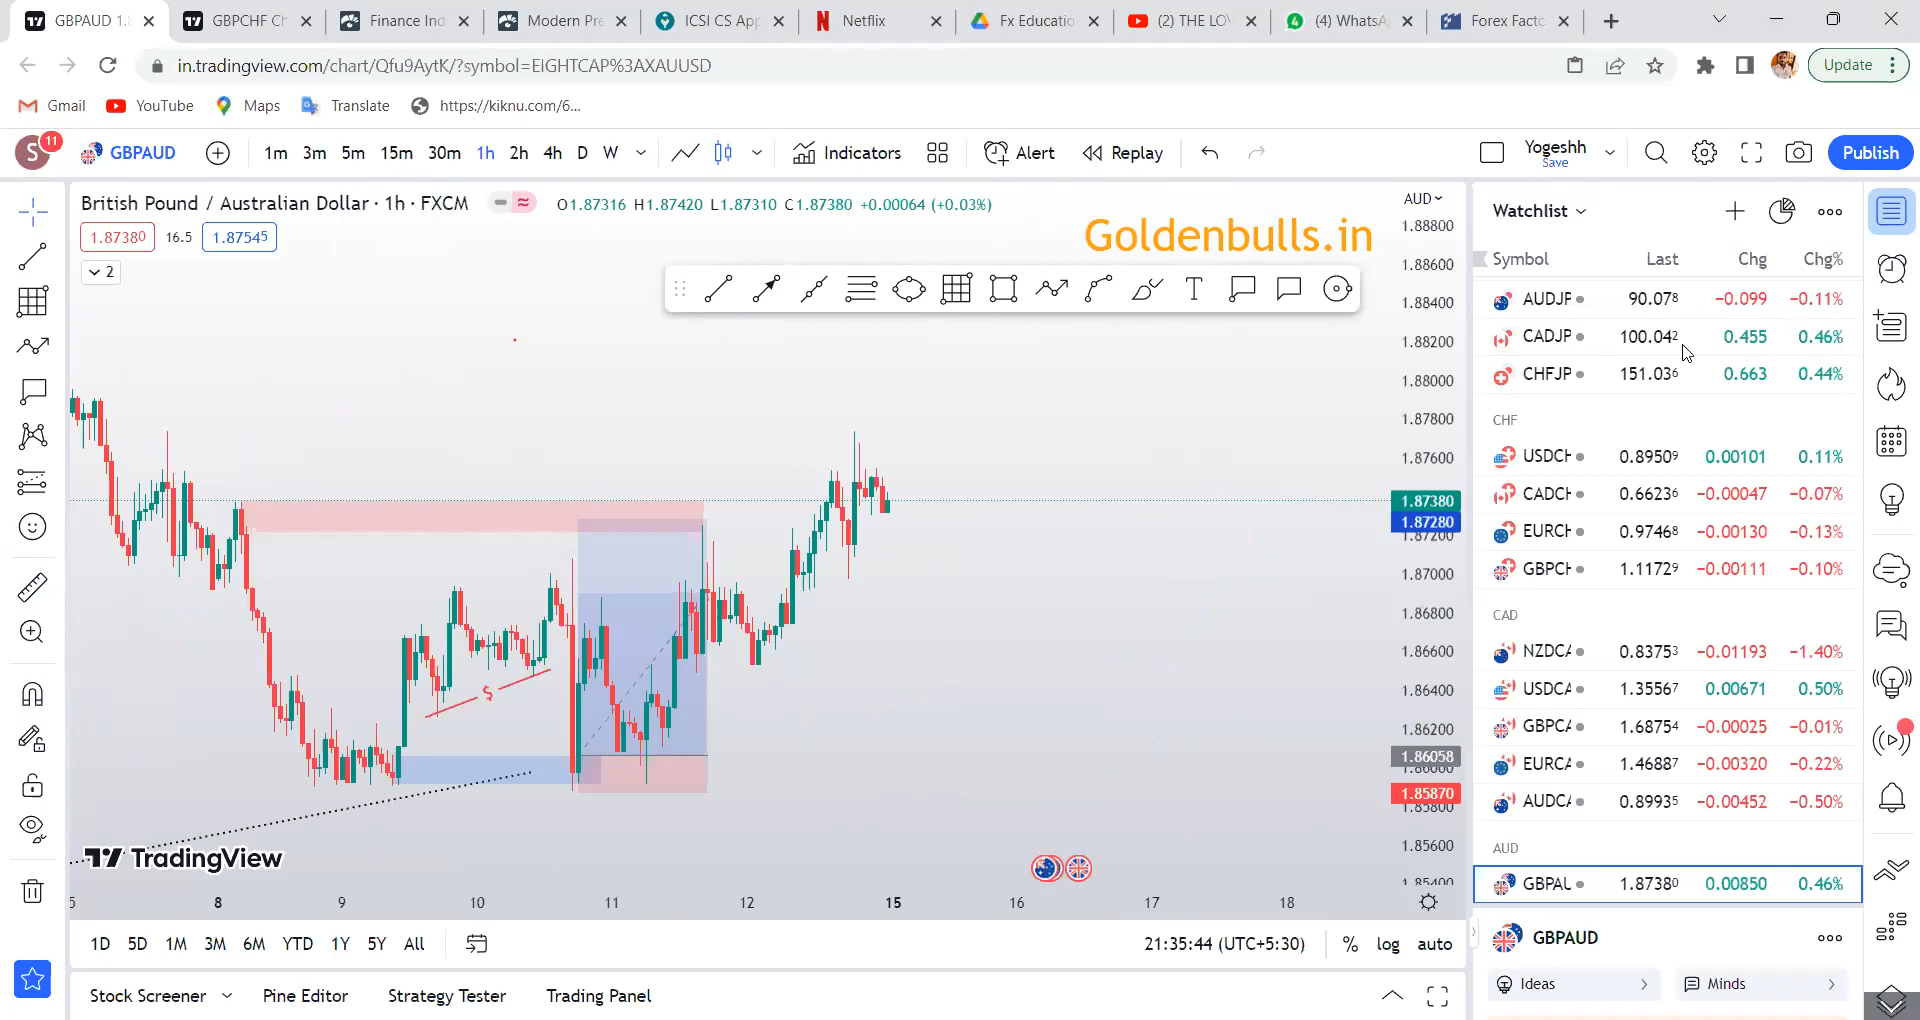 GBPAUD 1.8
GBPCHF Ch
Finance Ind
Modern Pre
ICSI CS App
Netflix
Fx Educatio
(2) THE LOV
(4) WhatsA
Forex Facto
in.tradingview.com/chart/Qfu9AytK/?symbol=EIGHTCAP%3AXAUUSD
Update
Gmail YouTube Maps Translate https://kiknu.com/6...
S 11 GBPAUD 1m 3m 5m 15m 30m 1h 2h 4h D W Indicators Alert Replay Yogeshh Save Publish
British Pound / Australian Dollar · 1h · FXCM O1.87316 H1.87420 L1.87310 C1.87380 +0.00064 (+0.03%)
1.87380 16.5 1.87545
2
Goldenbulls.in
T
$
AUD
1.88800
1.88600
1.88400
1.88200
1.88000
1.87800
1.87600
1.87380
1.87280
1.87200
1.87000
1.86800
1.86600
1.86400
1.86200
1.86058
1.86000
1.85870
1.85800
1.85600
1.85400
TradingView
5 8 9 10 11 12 15 16 17 18
1D 5D 1M 3M 6M YTD 1Y 5Y All
21:35:44 (UTC+5:30) % log auto
Stock Screener Pine Editor Strategy Tester Trading Panel
Watchlist
Symbol Last Chg Chg%
AUDJP 90.078 −0.099 −0.11%
CADJP 100.042 0.455 0.46%
CHFJP 151.036 0.663 0.44%
CHF
USDCH 0.89509 0.00101 0.11%
CADCH 0.66236 −0.00047 −0.07%
EURCH 0.97468 −0.00130 −0.13%
GBPCH 1.11729 −0.00111 −0.10%
CAD
NZDCA 0.83753 −0.01193 −1.40%
USDCA 1.35567 0.00671 0.50%
GBPCA 1.68754 −0.00025 −0.01%
EURCA 1.46887 −0.00320 −0.22%
AUDCA 0.89935 −0.00452 −0.50%
AUD
GBPAU 1.87380 0.00850 0.46%
GBPAUD
Ideas Minds